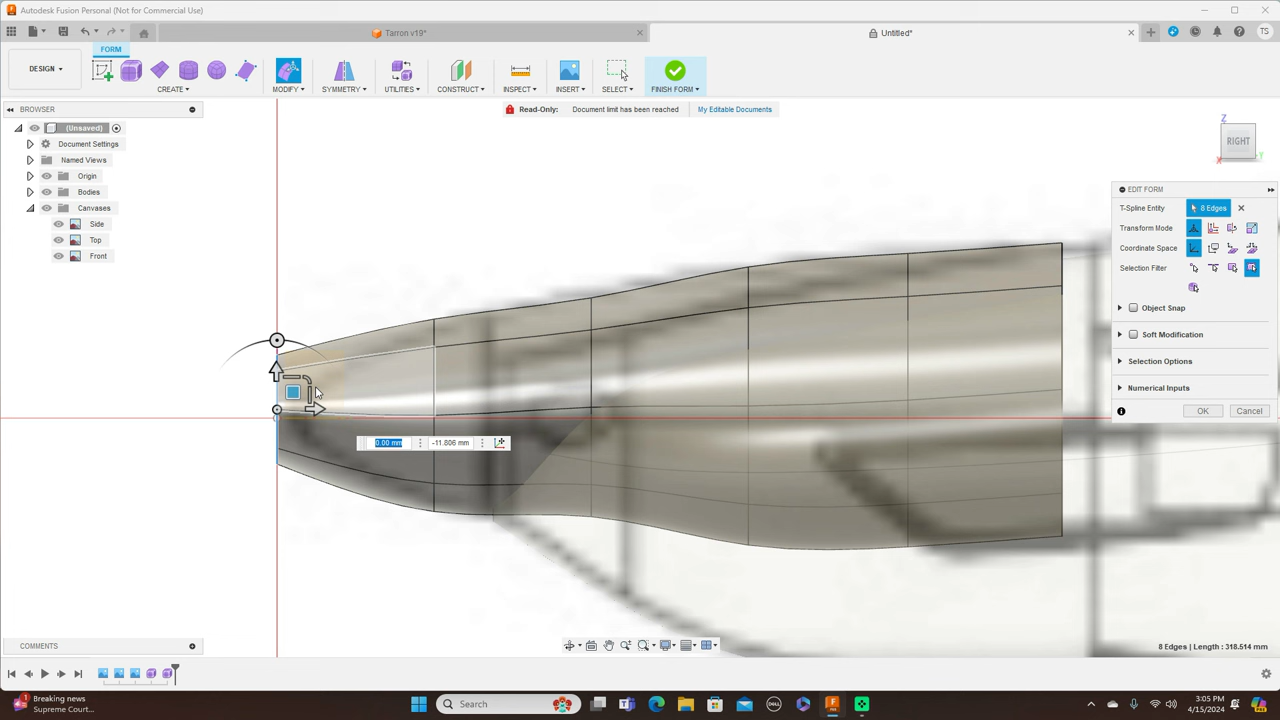 Autodesk Fusion Personal (Not for Commercial Use)
Tarron v19*
Untitled*
TS
FORM
DESIGN
CREATE
MODIFY
SYMMETRY
UTILITIES
CONSTRUCT
INSPECT
INSERT
SELECT
FINISH FORM
BROWSER
Read-Only: Document limit has been reached My Editable Documents
(Unsaved)
Document Settings
Named Views
Origin
Bodies
Canvases
Side
Top
Front
Z
RIGHT
X
Y
EDIT FORM
T-Spline Entity 8 Edges
Transform Mode
Coordinate Space
Selection Filter
Object Snap
Soft Modification
Selection Options
Numerical Inputs
OK Cancel
0.00 mm -11.806 mm
COMMENTS
8 Edges | Length : 318.514 mm
Breaking news
Supreme Court...
Search
3:05 PM
4/15/2024